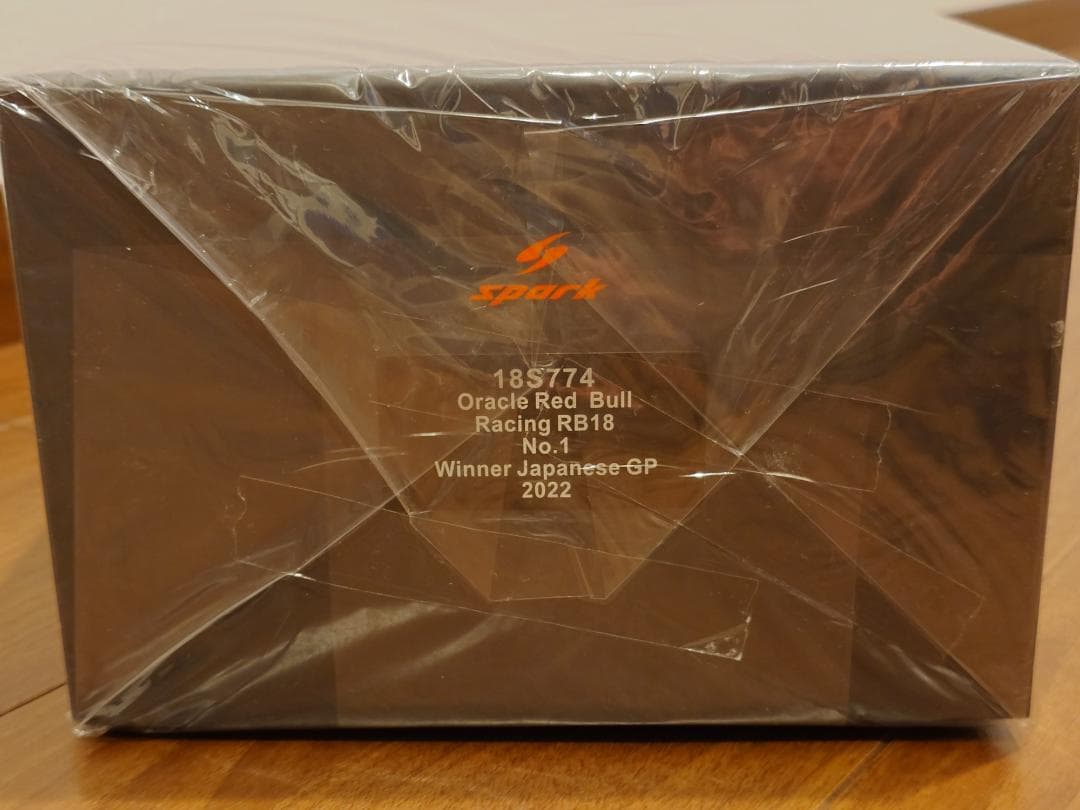 spark
18S774
Oracle Red Bull
Racing RB18
No.1
Winner Japanese GP
2022